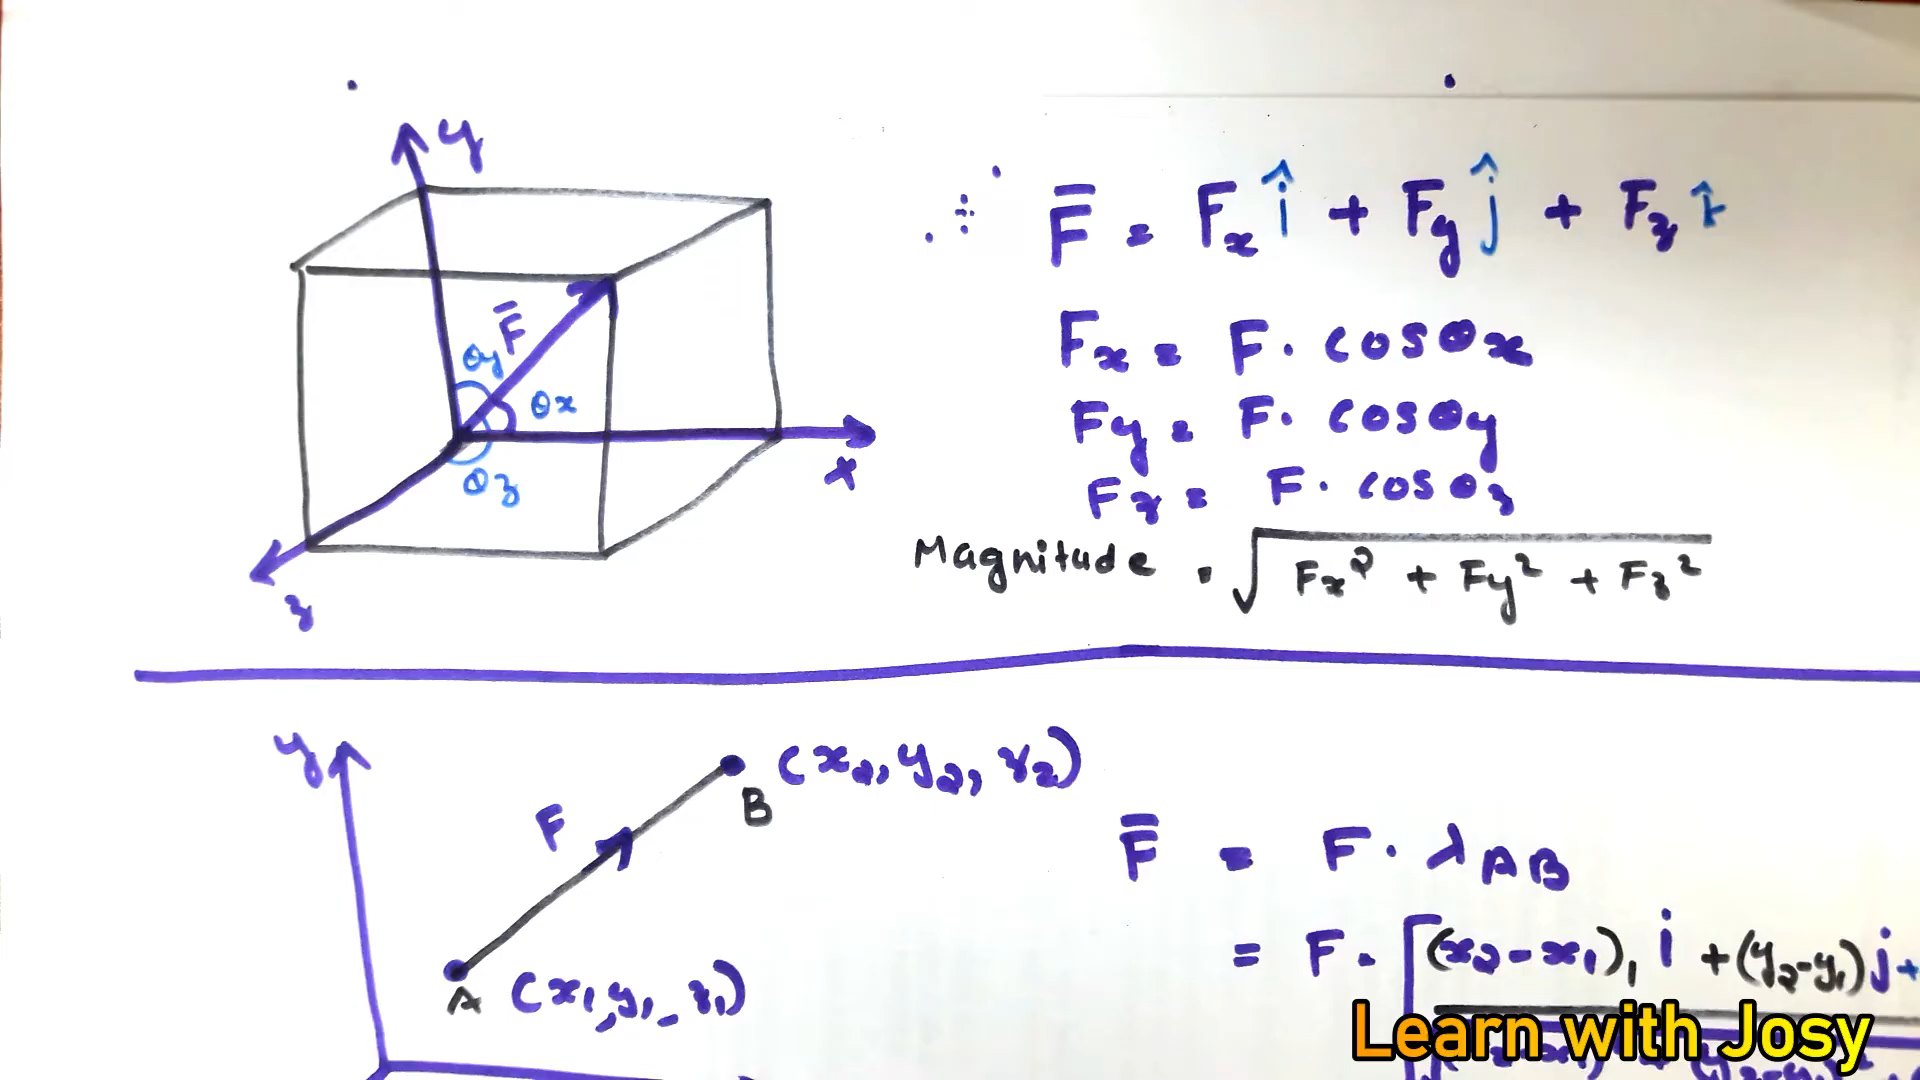 y
∴ F̄ = Fx î + Fy ĵ + Fz k̂
F̄
θy
θx
θz
x
z
Fx = F . cosθx
Fy = F . cosθy
Fz = F . cosθz
Magnitude = √Fx² + Fy² + Fz²
y
F
B (x2, y2, z2)
A (x1, y1, z1)
F̄ = F . λAB
= F . [(x2-x1), i + (y2-y1)j +
Learn with Josy